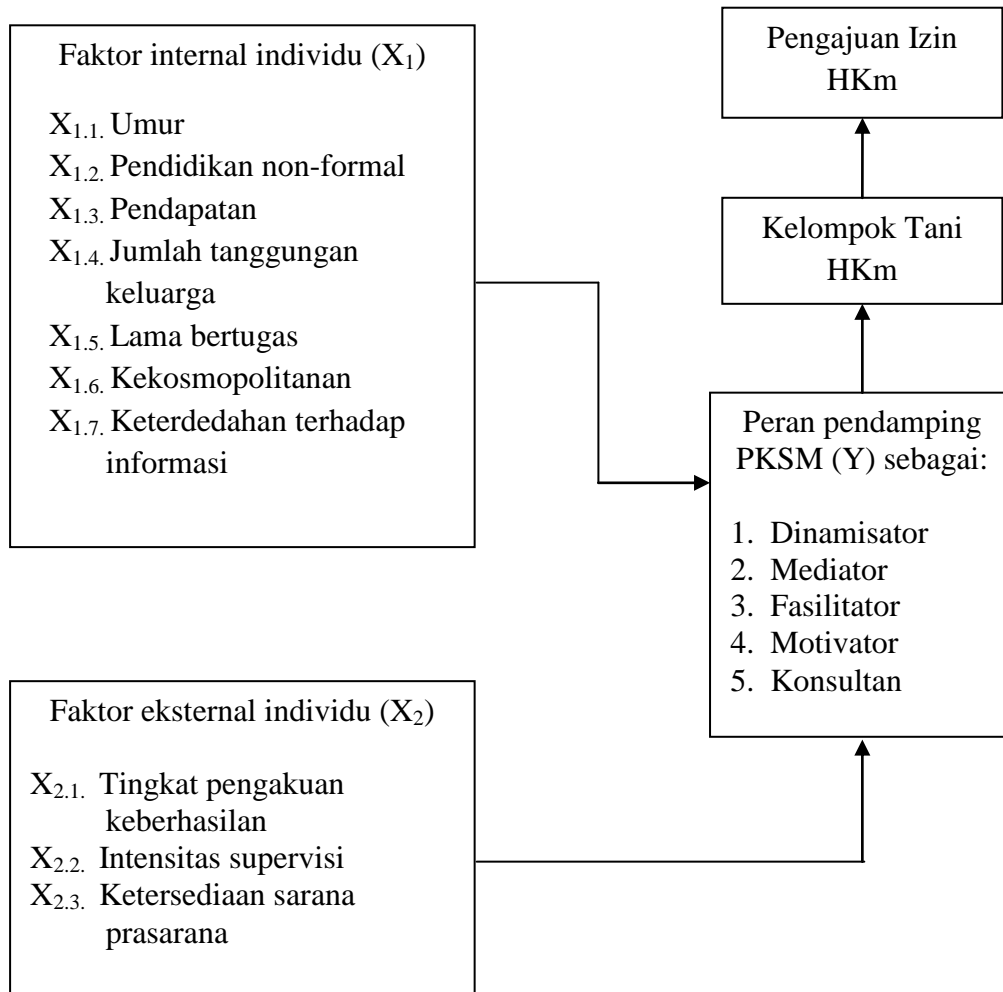 Faktor internal individu (X₁)
X₁.₁. Umur
X₁.₂. Pendidikan non-formal
X₁.₃. Pendapatan
X₁.₄. Jumlah tanggungan
keluarga
X₁.₅. Lama bertugas
X₁.₆. Kekosmopolitanan
X₁.₇. Keterdedahan terhadap
informasi
Faktor eksternal individu (X₂)
X₂.₁. Tingkat pengakuan
keberhasilan
X₂.₂. Intensitas supervisi
X₂.₃. Ketersediaan sarana
prasarana
Pengajuan Izin
HKm
Kelompok Tani
HKm
Peran pendamping
PKSM (Y) sebagai:
1. Dinamisator
2. Mediator
3. Fasilitator
4. Motivator
5. Konsultan